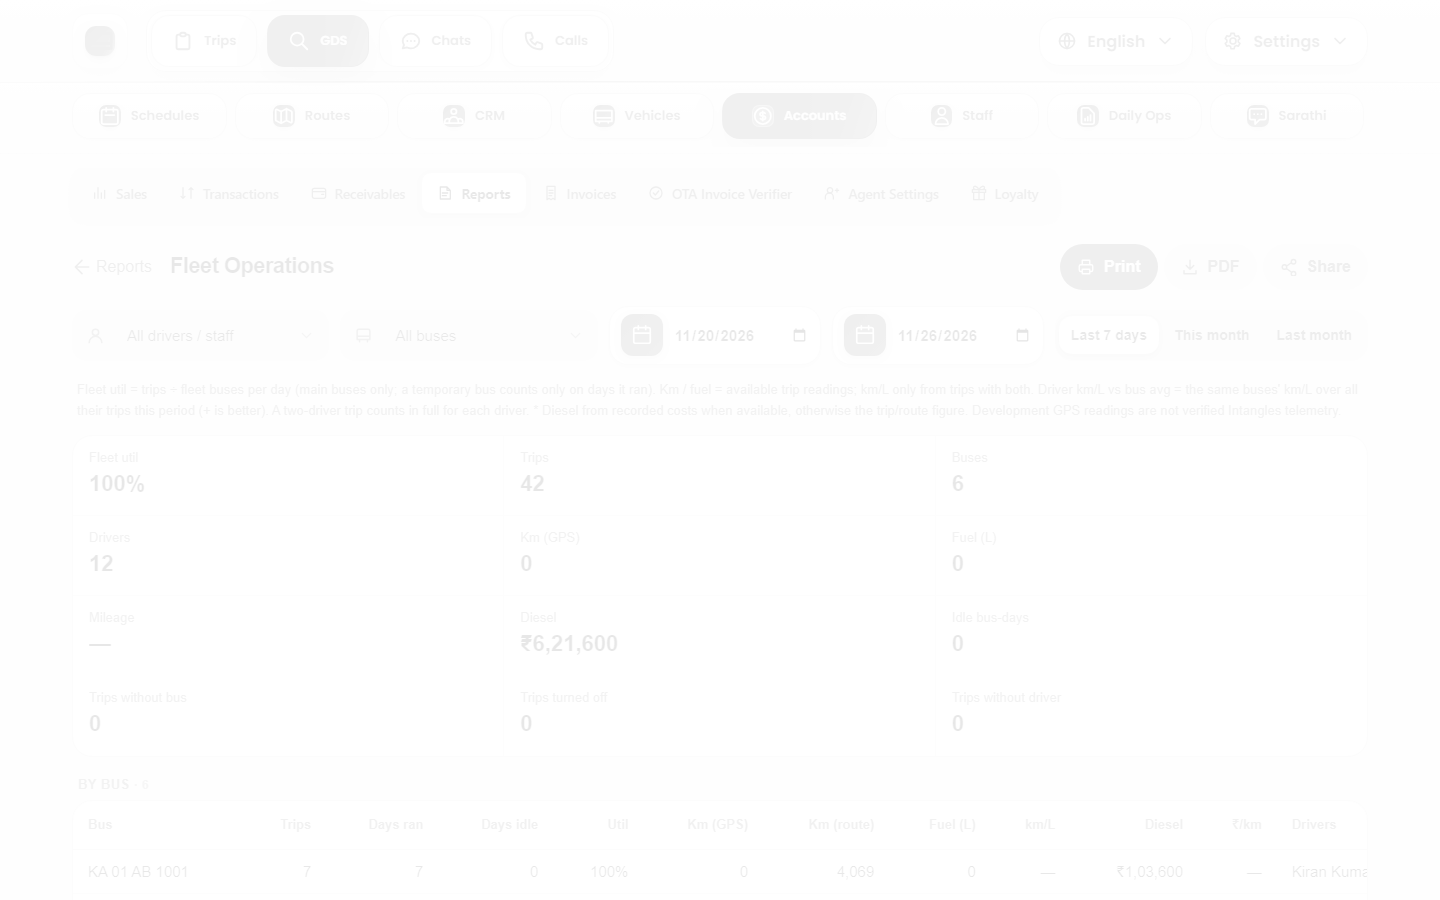 Trips GDS Chats Calls English Settings
Schedules Routes CRM Vehicles Accounts Staff Daily Ops Sarathi
Sales Transactions Receivables Reports Invoices OTA Invoice Verifier Agent Settings Loyalty
Reports Fleet Operations Print PDF Share
All drivers / staff All buses 11/20/2026 11/26/2026 Last 7 days This month Last month
Fleet util = trips ÷ fleet buses per day (main buses only; a temporary bus counts only on days it ran). Km / fuel = available trip readings; km/L only from trips with both. Driver km/L vs bus avg = the same buses' km/L over all
their trips this period (+ is better). A two-driver trip counts in full for each driver. * Diesel from recorded costs when available, otherwise the trip/route figure. Development GPS readings are not verified Intangles telemetry.
Fleet util Trips Buses
100% 42 6
Drivers Km (GPS) Fuel (L)
12 0 0
Mileage Diesel Idle bus-days
— ₹6,21,600 0
Trips without bus Trips turned off Trips without driver
0 0 0
BY BUS · 6
Bus Trips Days ran Days idle Util Km (GPS) Km (route) Fuel (L) km/L Diesel ₹/km Drivers
KA 01 AB 1001 7 7 0 100% 0 4,069 0 — ₹1,03,600 — Kiran Kuma